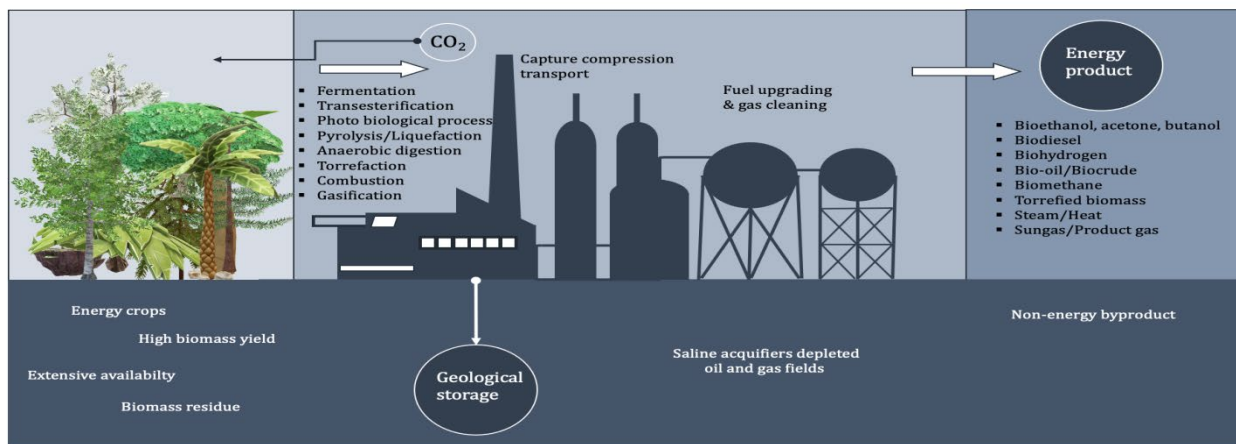 CO₂
Capture compression
transport
Fermentation
Transesterification
Photo biological process
Pyrolysis/Liquefaction
Anaerobic digestion
Torrefaction
Combustion
Gasification
Fuel upgrading
& gas cleaning
Energy
product
Bioethanol, acetone, butanol
Biodiesel
Biohydrogen
Bio-oil/Biocrude
Biomethane
Torrefied biomass
Steam/Heat
Sungas/Product gas
Energy crops
High biomass yield
Extensive availabilty
Biomass residue
Geological
storage
Saline acquifiers depleted
oil and gas fields
Non-energy byproduct